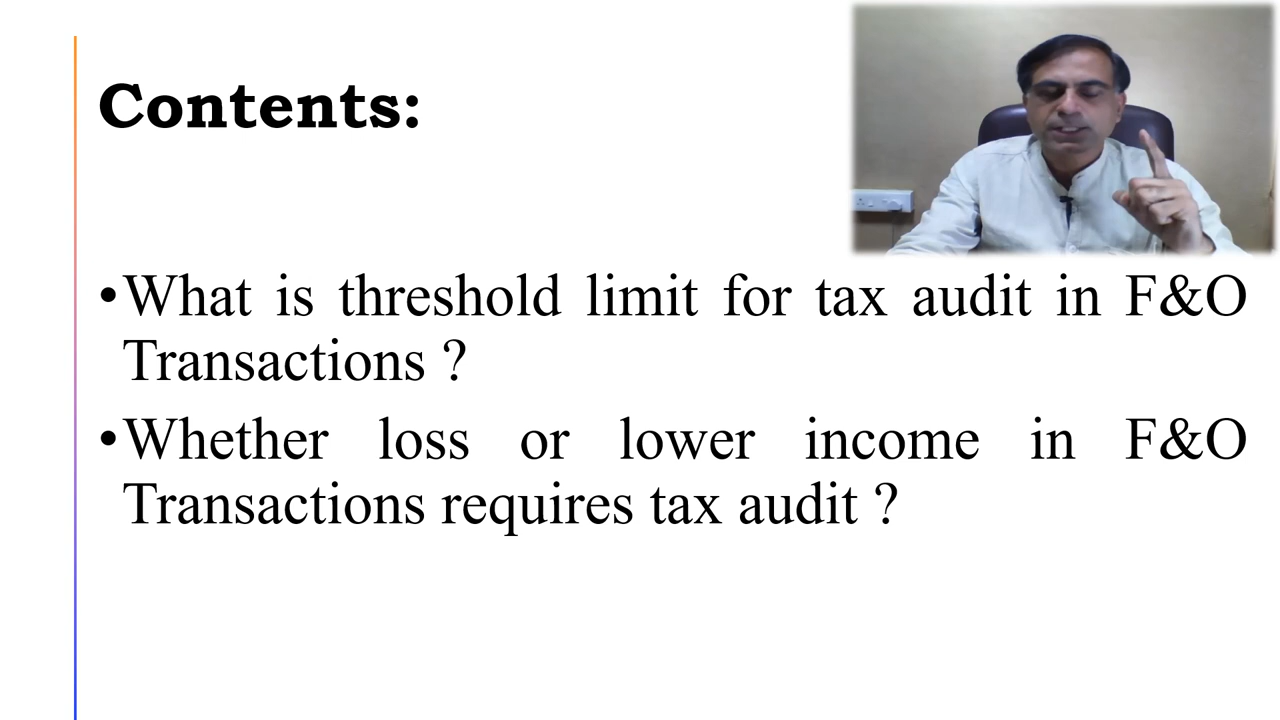 Contents:
•What is threshold limit for tax audit in F&O
Transactions ?
•Whether loss or lower income in F&O
Transactions requires tax audit ?